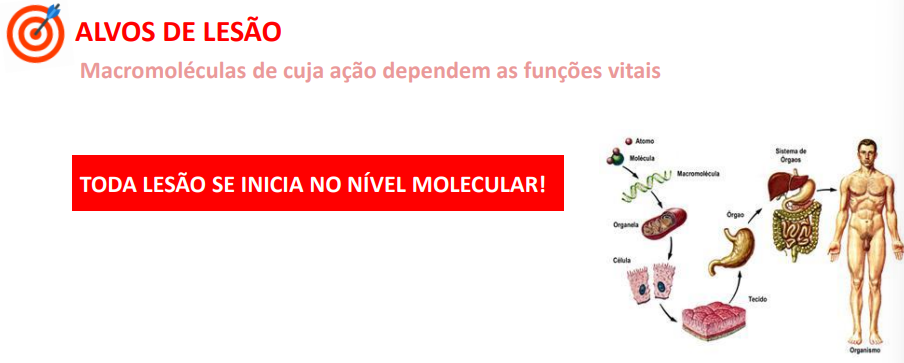 ALVOS DE LESÃO
Macromoléculas de cuja ação dependem as funções vitais
TODA LESÃO SE INICIA NO NÍVEL MOLECULAR!
Atomo
Molécula
Macromolécula
Organela
Célula
Tecido
Órgão
Sistema de
Órgaos
Organismo